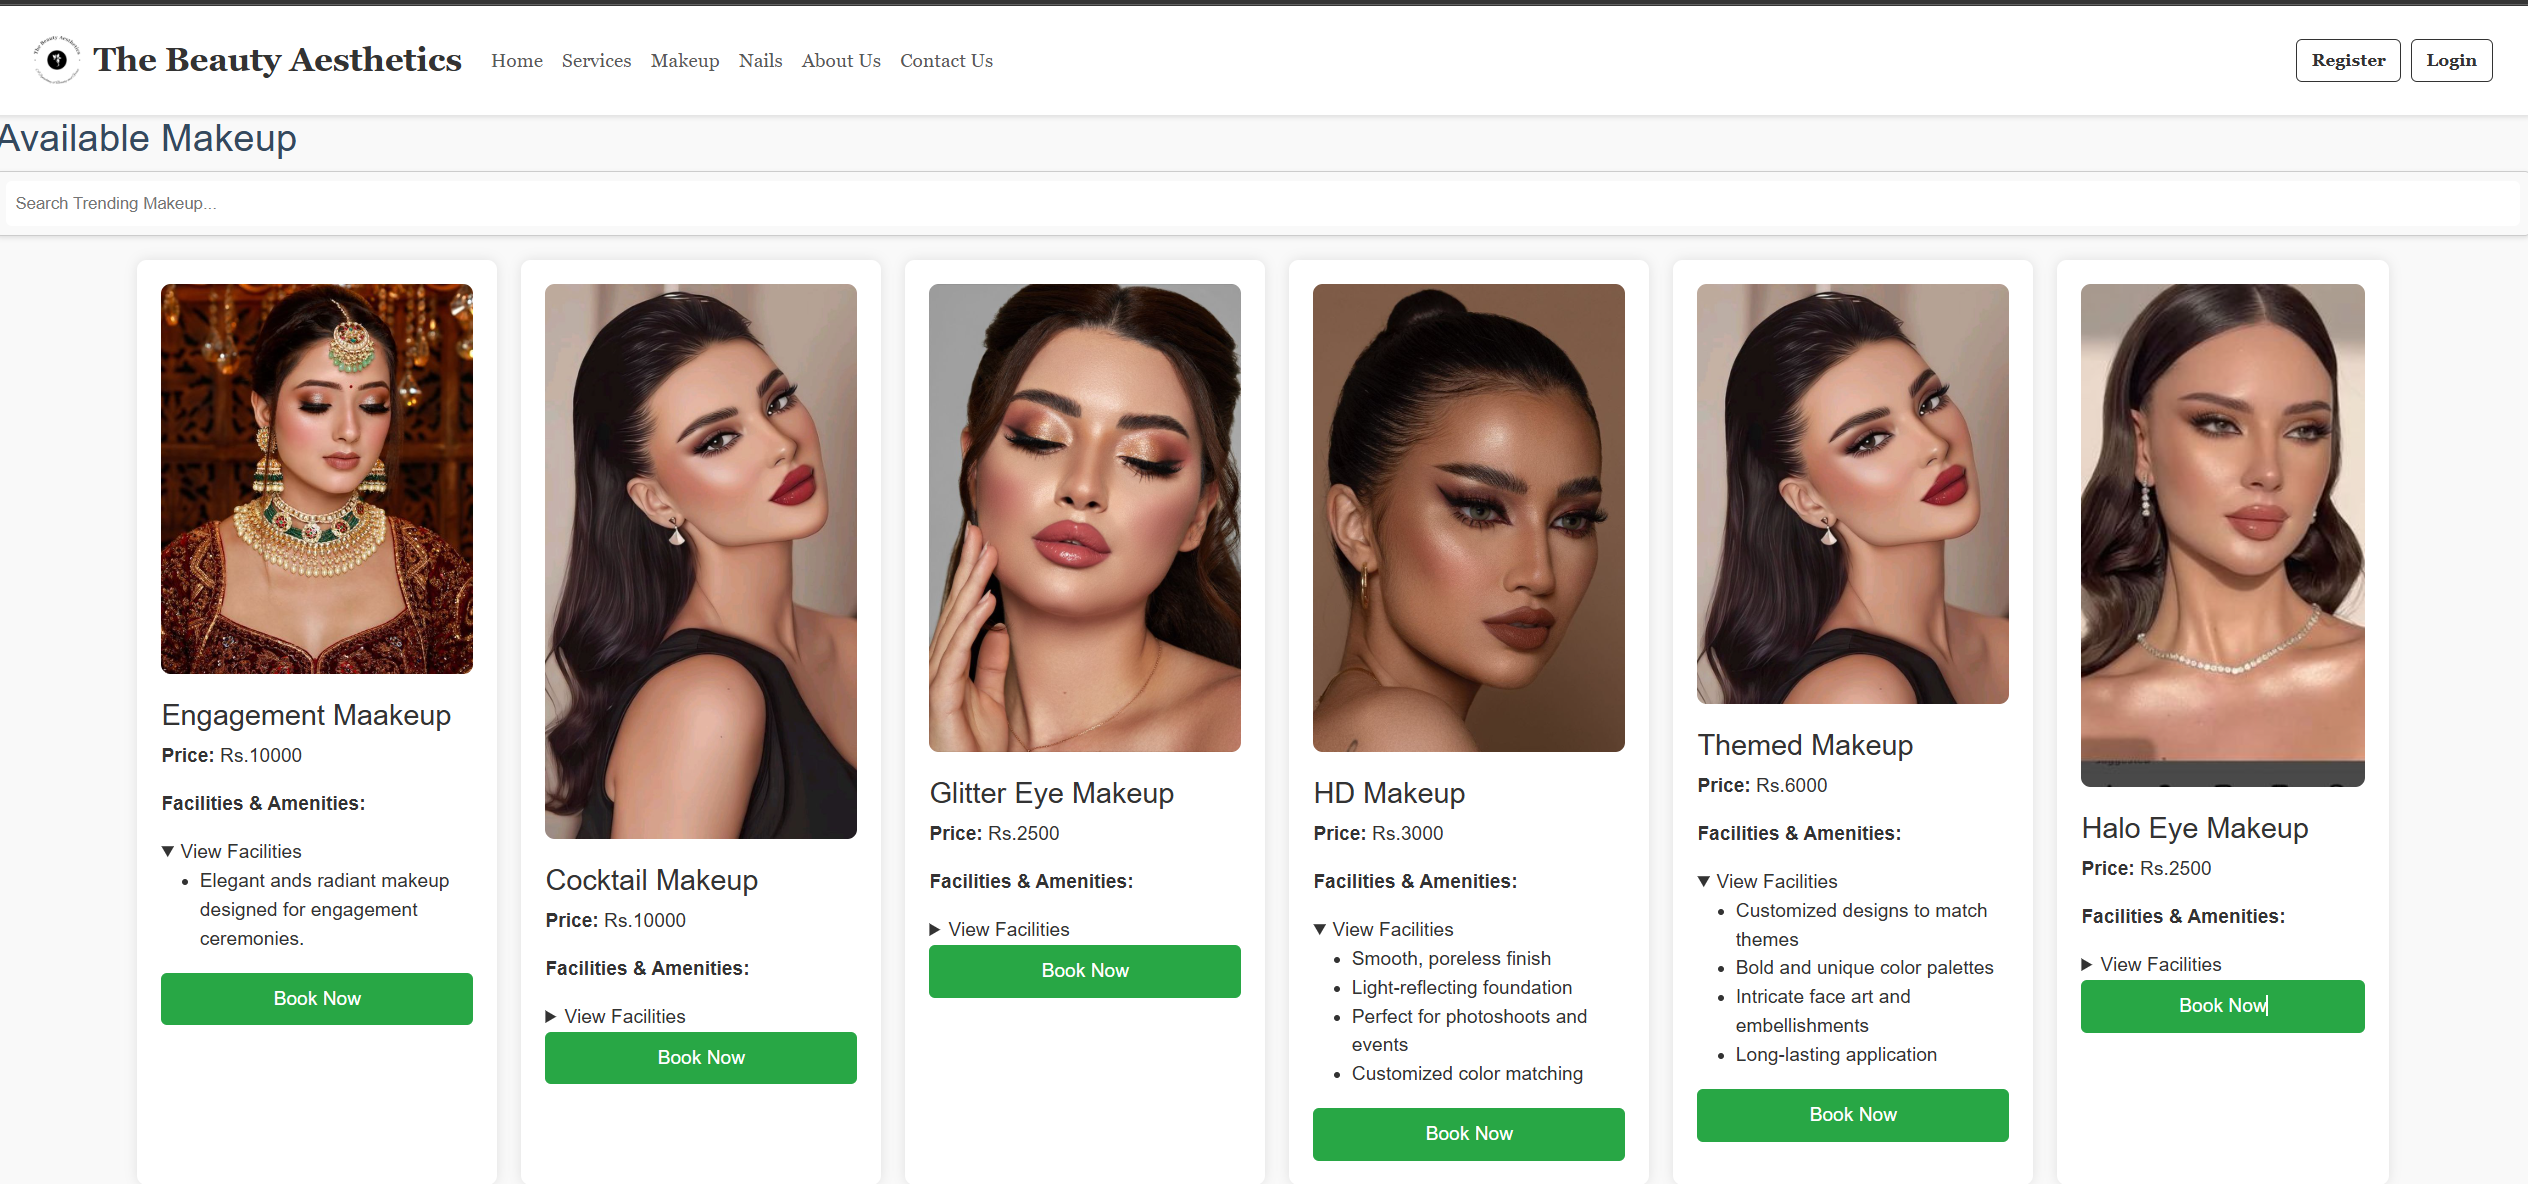 The Beauty Aesthetics
Home
Services
Makeup
Nails
About Us
Contact Us
Register
Login
Available Makeup
Search Trending Makeup...
Engagement Maakeup
Price: Rs.10000
Facilities & Amenities:
View Facilities
Elegant ands radiant makeup
designed for engagement
ceremonies.
Book Now
Cocktail Makeup
Price: Rs.10000
Facilities & Amenities:
View Facilities
Book Now
Glitter Eye Makeup
Price: Rs.2500
Facilities & Amenities:
View Facilities
Book Now
HD Makeup
Price: Rs.3000
Facilities & Amenities:
View Facilities
Smooth, poreless finish
Light-reflecting foundation
Perfect for photoshoots and
events
Customized color matching
Book Now
Themed Makeup
Price: Rs.6000
Facilities & Amenities:
View Facilities
Customized designs to match
themes
Bold and unique color palettes
Intricate face art and
embellishments
Long-lasting application
Book Now
Halo Eye Makeup
Price: Rs.2500
Facilities & Amenities:
View Facilities
Book Now